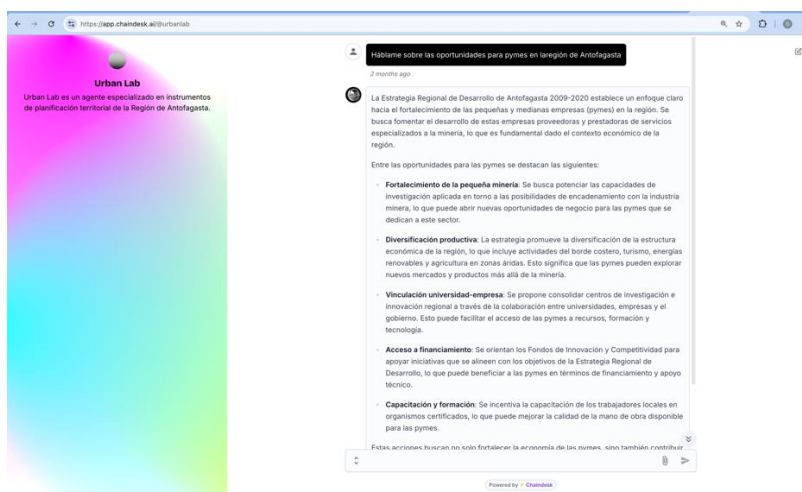 https://app.chaindesk.ai/@urbanlab
Urban Lab
Urban Lab es un agente especializado en instrumentos
de planificación territorial de la Región de Antofagasta.
Háblame sobre las oportunidades para pymes en laregión de Antofagasta
2 months ago
La Estrategia Regional de Desarrollo de Antofagasta 2009-2020 establece un enfoque claro
hacia el fortalecimiento de las pequeñas y medianas empresas (pymes) en la región. Se
busca fomentar el desarrollo de estas empresas proveedoras y prestadoras de servicios
especializados a la minería, lo que es fundamental dado el contexto económico de la
región.
Entre las oportunidades para las pymes se destacan las siguientes:
Fortalecimiento de la pequeña minería: Se busca potenciar las capacidades de
investigación aplicada en torno a las posibilidades de encadenamiento con la industria
minera, lo que puede abrir nuevas oportunidades de negocio para las pymes que se
dedican a este sector.
Diversificación productiva: La estrategia promueve la diversificación de la estructura
económica de la región, lo que incluye actividades del borde costero, turismo, energías
renovables y agricultura en zonas áridas. Esto significa que las pymes pueden explorar
nuevos mercados y productos más allá de la minería.
Vinculación universidad-empresa: Se propone consolidar centros de investigación e
innovación regional a través de la colaboración entre universidades, empresas y el
gobierno. Esto puede facilitar el acceso de las pymes a recursos, formación y
tecnología.
Acceso a financiamiento: Se orientan los Fondos de Innovación y Competitividad para
apoyar iniciativas que se alineen con los objetivos de la Estrategia Regional de
Desarrollo, lo que puede beneficiar a las pymes en términos de financiamiento y apoyo
técnico.
Capacitación y formación: Se incentiva la capacitación de los trabajadores locales en
organismos certificados, lo que puede mejorar la calidad de la mano de obra disponible
para las pymes.
Estas acciones buscan no solo fortalecer la economía de las pymes, sino también contribuir
Powered by Chaindesk